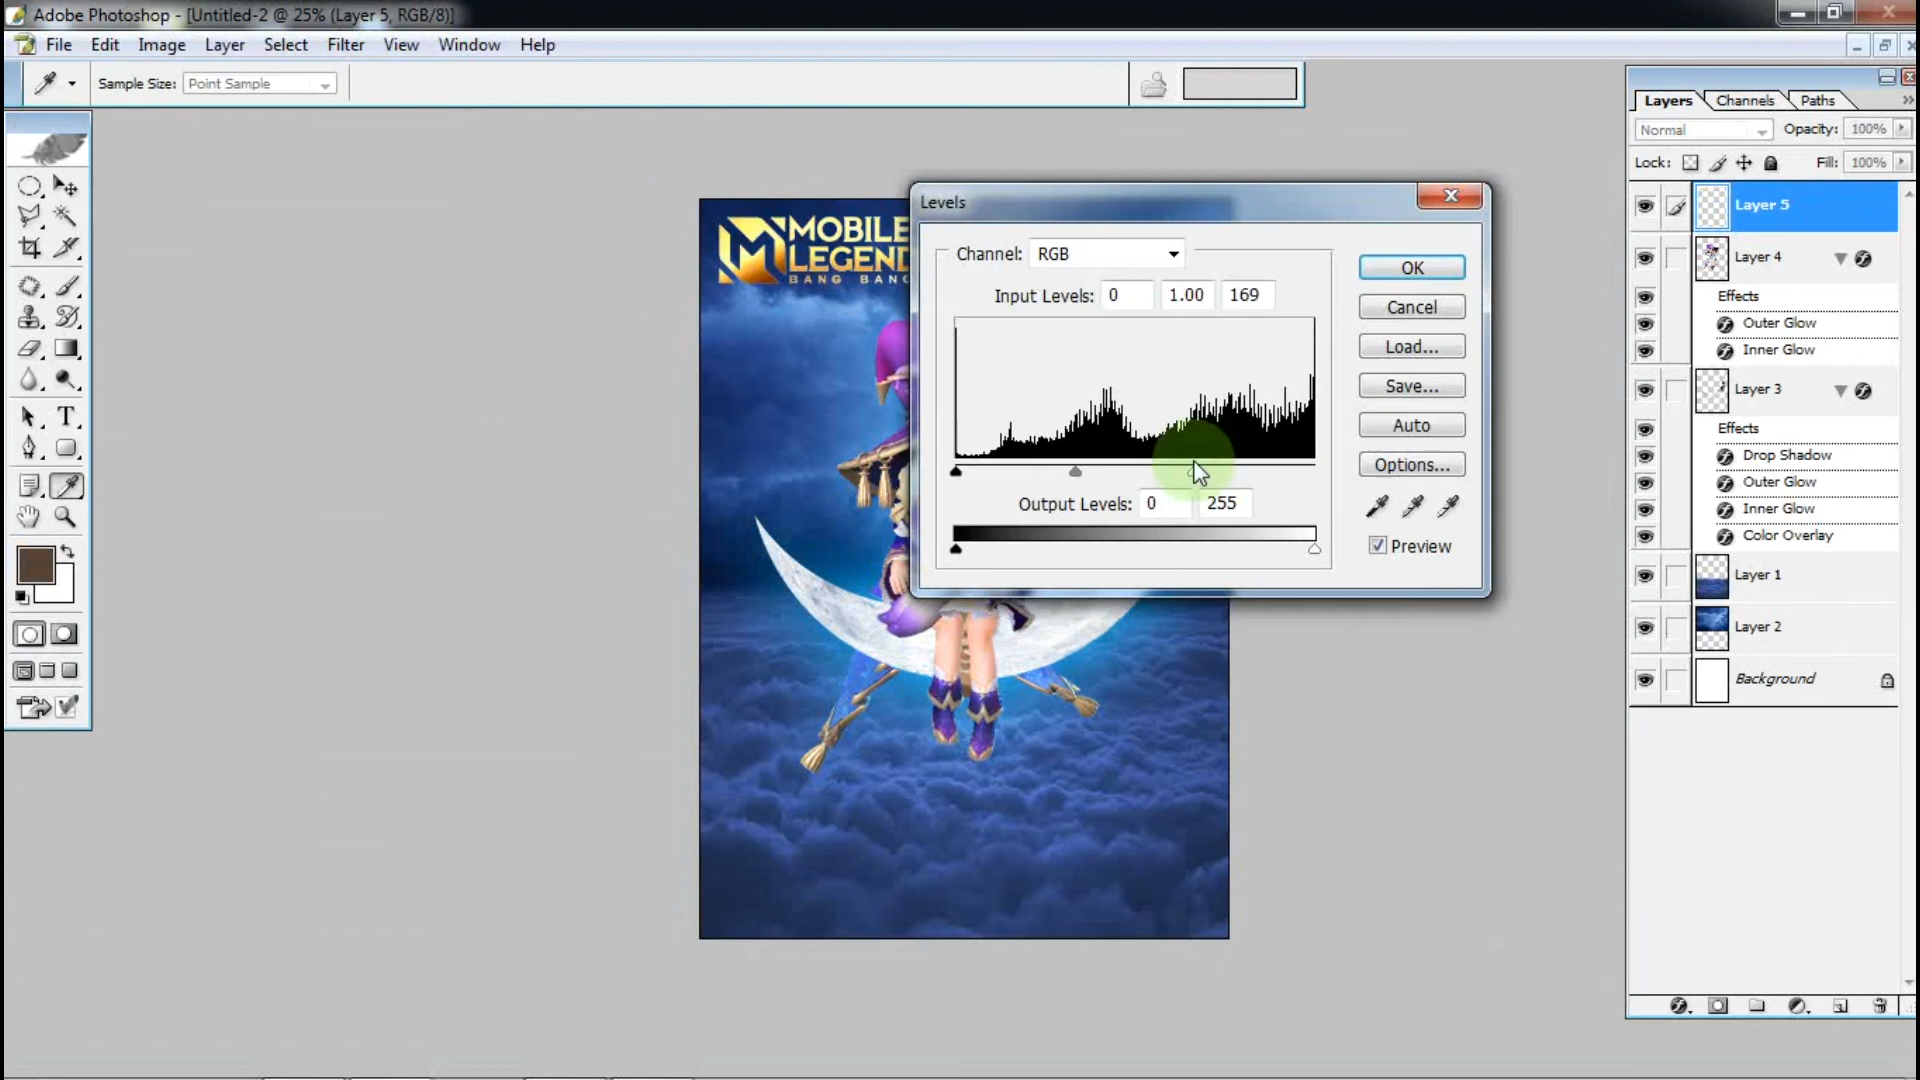 Adobe Photoshop - [Untitled-2 @ 25% (Layer 5, RGB/8)]
File Edit Image Layer Select Filter View Window Help
Sample Size: Point Sample
Layers Channels Paths
Normal Opacity: 100%
Lock: Fill: 100%
Layer 5
Layer 4
Effects
Outer Glow
Inner Glow
Layer 3
Effects
Drop Shadow
Outer Glow
Inner Glow
Color Overlay
Layer 1
Layer 2
Background
MOBILE
LEGEND
BANG BANG
Levels
Channel: RGB
Input Levels: 0 1.00 169
Output Levels: 0 255
OK
Cancel
Load...
Save...
Auto
Options...
Preview